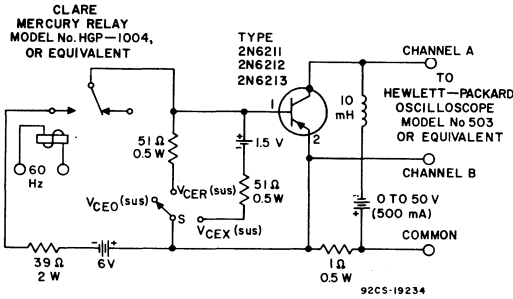 CLARE
MERCURY RELAY
MODEL No. HGP-1004,
OR EQUIVALENT
TYPE
2N6211
2N6212
2N6213
CHANNEL A
TO
HEWLETT-PACKARD
OSCILLOSCOPE
MODEL No 503
OR EQUIVALENT
1
2
10
mH
60
Hz
51 Ω
0.5 W
- 1.5 V
+
51 Ω
0.5 W
CHANNEL B
VCER (sus)
VCEO (sus)
S
VCEX (sus)
- 0 TO 50 V
+ (500 mA)
COMMON
39 Ω
2 W
- +
6V
1 Ω
0.5 W
92CS-19234